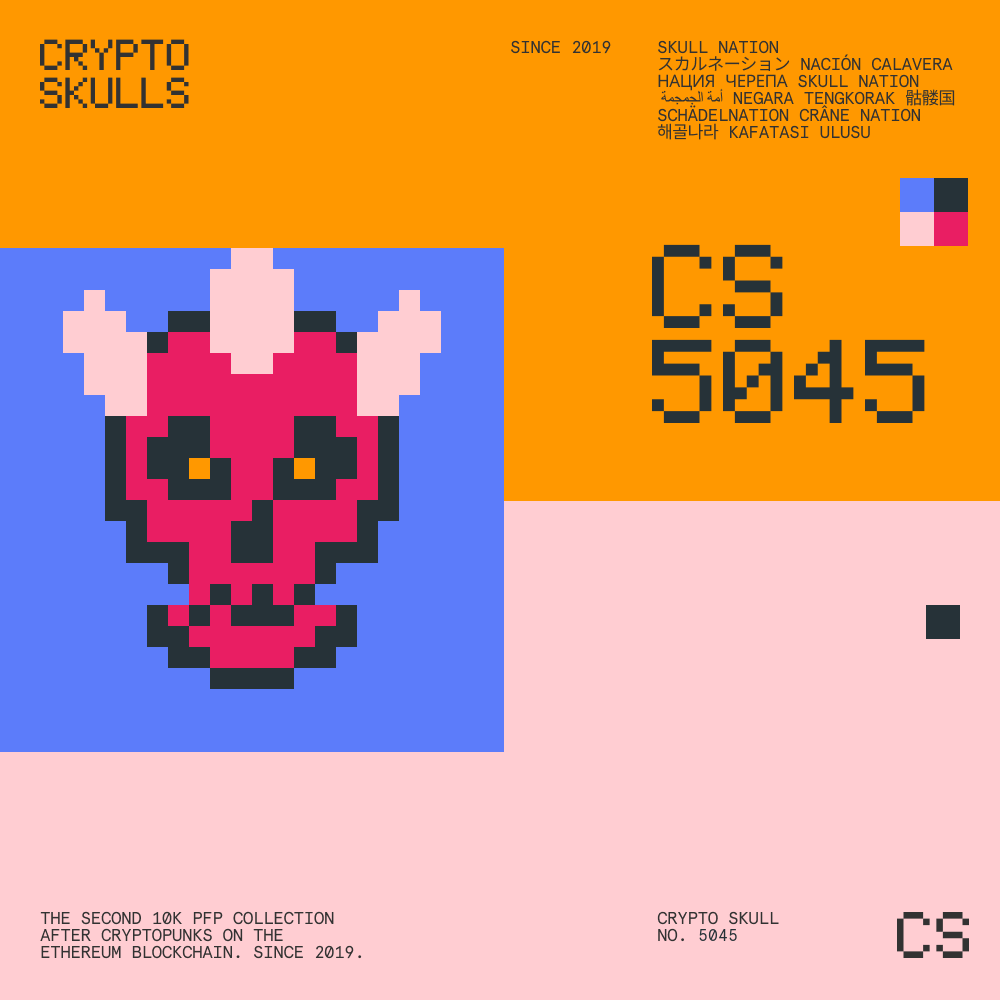 CRYPTO
SKULLS
SINCE 2019
SKULL NATION
スカルネーション NACIÓN CALAVERA
НАЦИЯ ЧЕРЕПА SKULL NATION
أمة الجمجمة NEGARA TENGKORAK 骷髅国
SCHÄDELNATION CRÂNE NATION
해골나라 KAFATASI ULUSU
CS
5045
THE SECOND 10K PFP COLLECTION
AFTER CRYPTOPUNKS ON THE
ETHEREUM BLOCKCHAIN. SINCE 2019.
CRYPTO SKULL
NO. 5045
CS